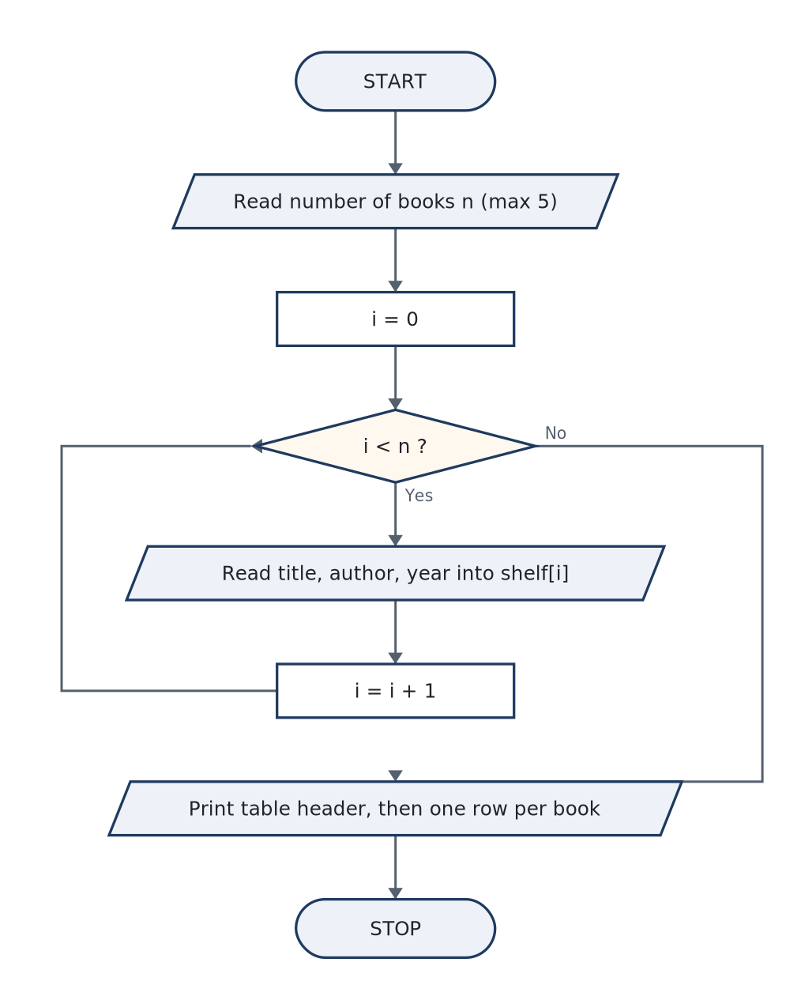 START
Read number of books n (max 5)
i = 0
i < n ?
No
Yes
Read title, author, year into shelf[i]
i = i + 1
Print table header, then one row per book
STOP